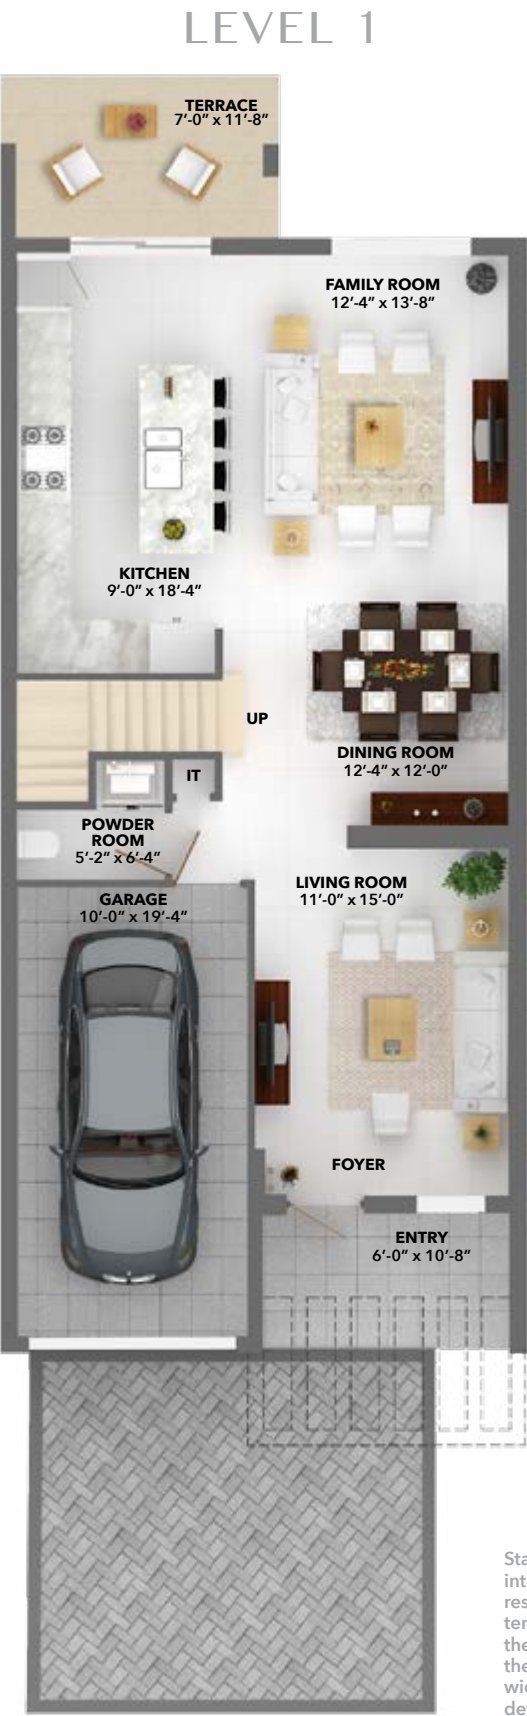 LEVEL 1
TERRACE
7'-0" x 11'-8"
FAMILY ROOM
12'-4" x 13'-8"
KITCHEN
9'-0" x 18'-4"
UP
DINING ROOM
12'-4" x 12'-0"
IT
POWDER
ROOM
5'-2" x 6'-4"
LIVING ROOM
11'-0" x 15'-0"
GARAGE
10'-0" x 19'-4"
FOYER
ENTRY
6'-0" x 10'-8"
the
the